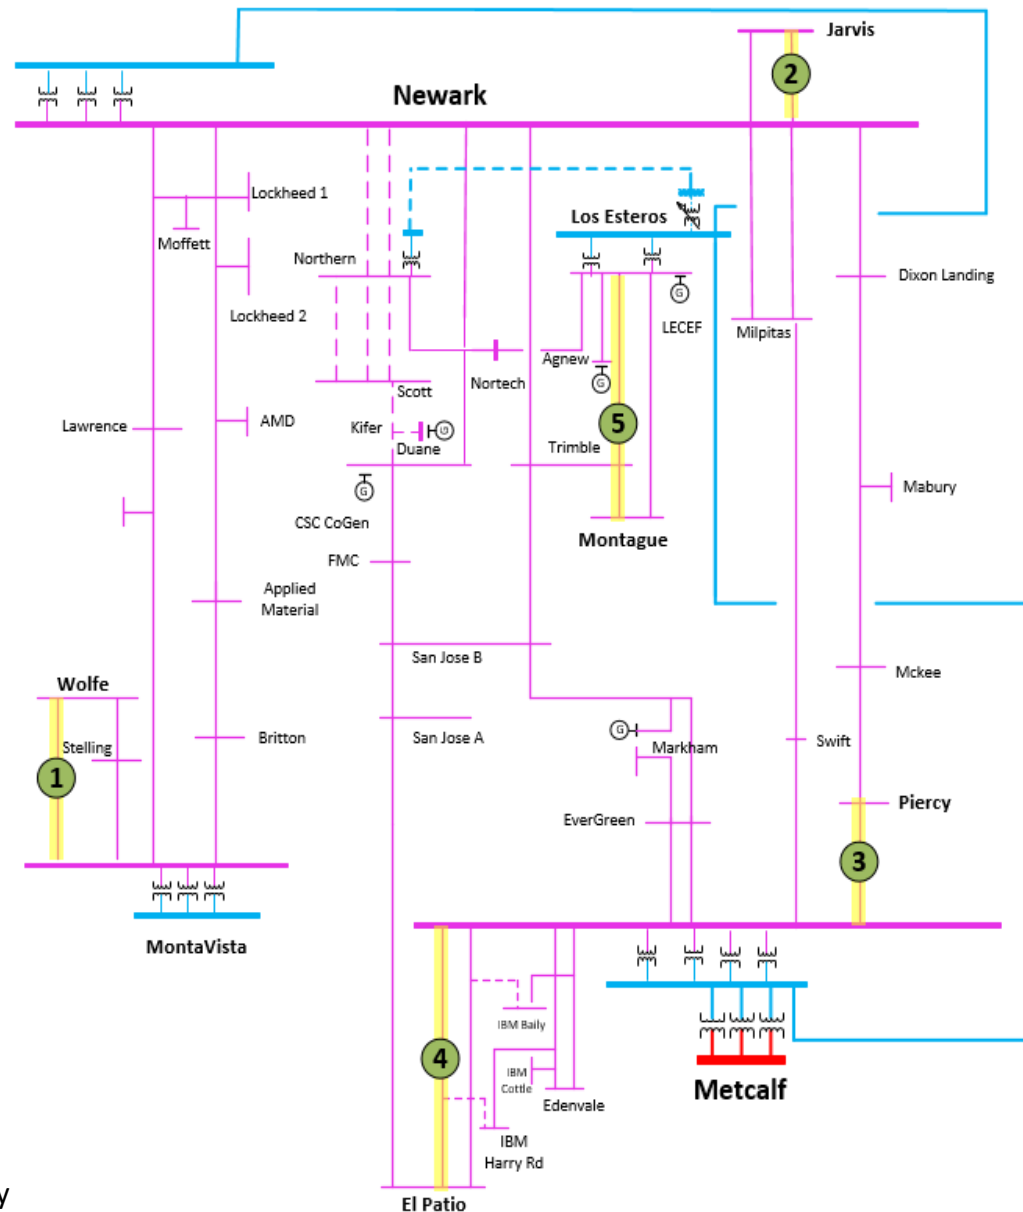 Jarvis
2
Newark
Lockheed 1
Los Esteros
Moffett
Northern
Dixon Landing
Lockheed 2
G
LECEF
Milpitas
Agnew
Nortech
G
Scott
Lawrence
AMD
Kifer
G
5
Duane
Trimble
G
Mabury
CSC CoGen
Montague
FMC
Applied
Material
San Jose B
Mckee
Wolfe
G
Stelling
Britton
San Jose A
Markham
Swift
1
Piercy
EverGreen
3
MontaVista
IBM Baily
4
IBM
Cottle
Metcalf
Edenvale
IBM
Harry Rd
y
El Patio